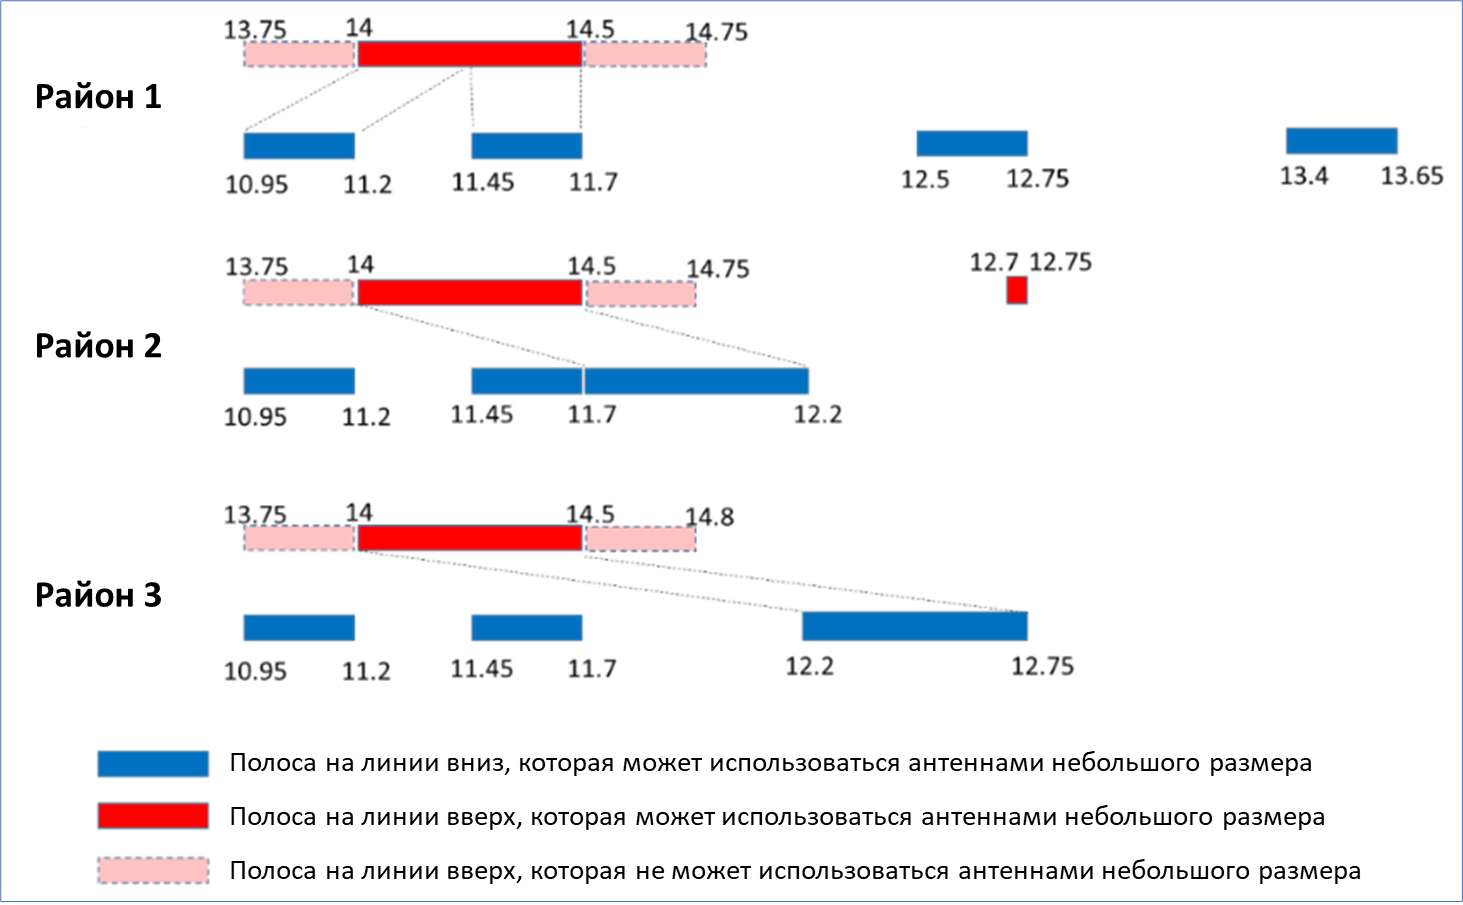 13.75 14 14.5 14.75
Район 1
10.95 11.2 11.45 11.7 12.5 12.75 13.4 13.65
13.75 14 14.5 14.75 12.7 12.75
Район 2
10.95 11.2 11.45 11.7 12.2
13.75 14 14.5 14.8
Район 3
10.95 11.2 11.45 11.7 12.2 12.75
Полоса на линии вниз, которая может использоваться антеннами небольшого размера
Полоса на линии вверх, которая может использоваться антеннами небольшого размера
Полоса на линии вверх, которая не может использоваться антеннами небольшого размера